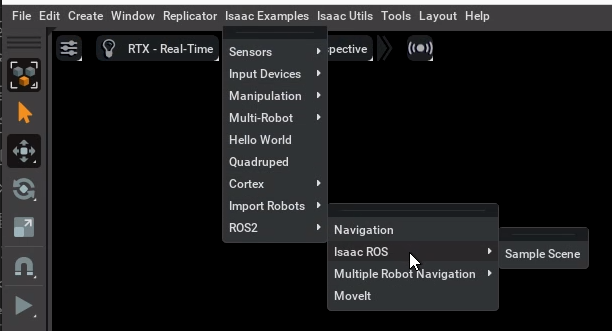 File Edit Create Window Replicator Isaac Examples Isaac Utils Tools Layout Help
RTX - Real-Time spective
Sensors
Input Devices
Manipulation
Multi-Robot
Hello World
Quadruped
Cortex
Import Robots
ROS2
Navigation
Isaac ROS
Sample Scene
Multiple Robot Navigation
MoveIt